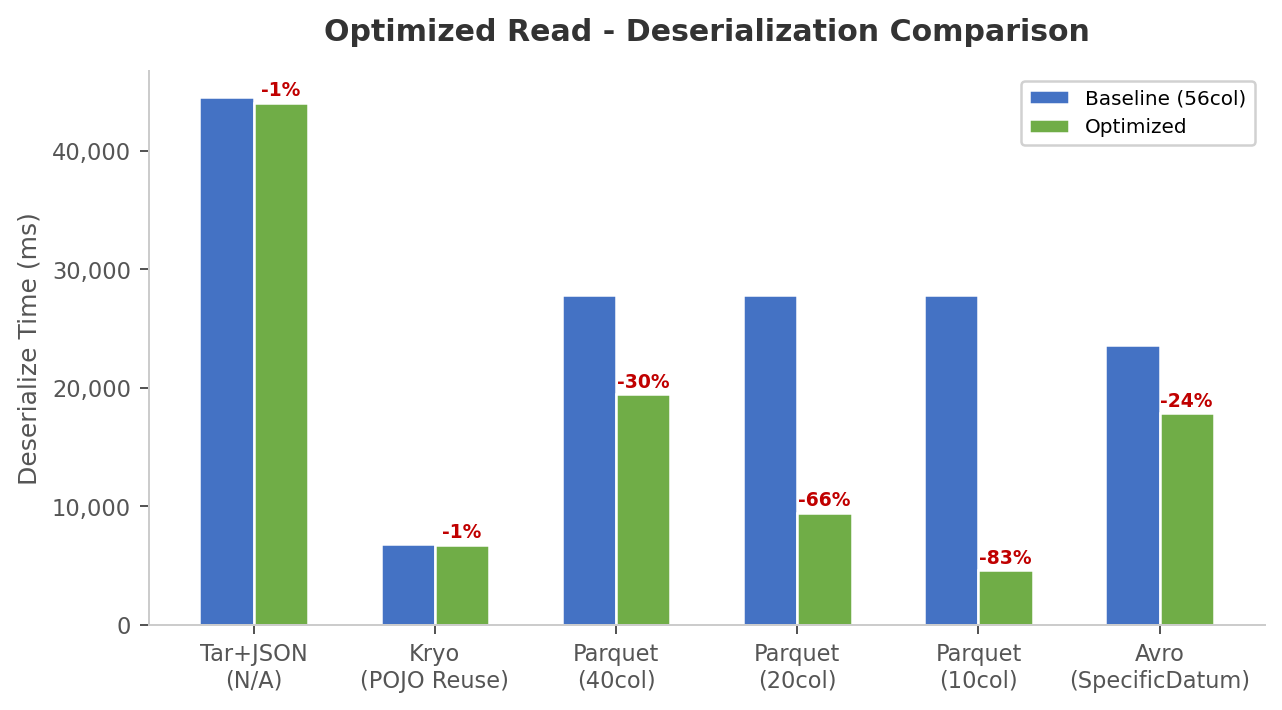 Optimized Read - Deserialization Comparison
Baseline (56col)
Optimized
Deserialize Time (ms)
40,000
30,000
20,000
10,000
0
-1%
-1%
-30%
-66%
-83%
-24%
Tar+JSON
(N/A)
Kryo
(POJO Reuse)
Parquet
(40col)
Parquet
(20col)
Parquet
(10col)
Avro
(SpecificDatum)